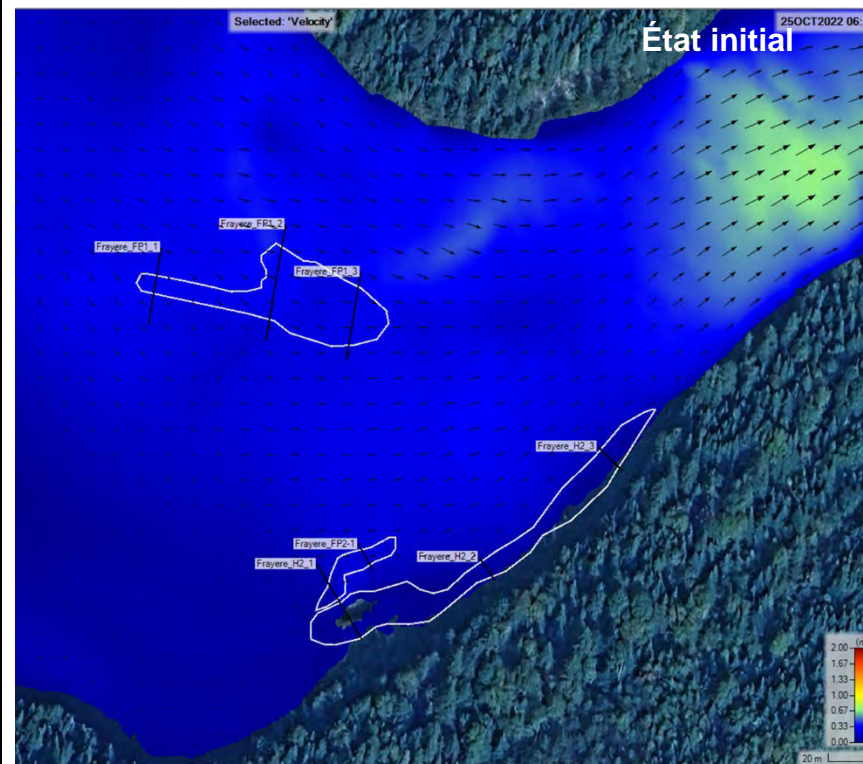 Selected: 'Velocity'
25OCT2022 06:
État initial
Frayere_FP1_2
Frayere_FP1_1
Frayere_FP1_3
Frayere_H2_3
Frayere_FP2-1
Frayere_H2_2
Frayere_H2_1
2.00
1.67
1.33
1.00
0.67
0.33
0.00
20 m